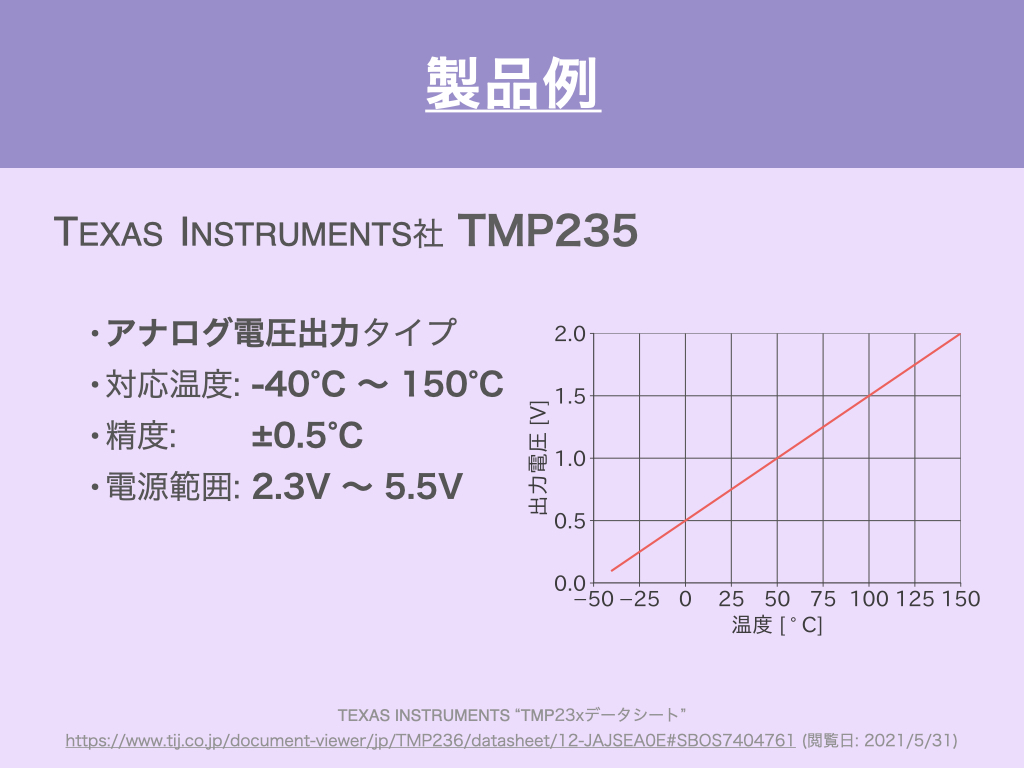 製品例
TEXAS INSTRUMENTS社 TMP235
・アナログ電圧出力タイプ
・対応温度: -40℃ 〜 150℃
・精度: ±0.5℃
・電源範囲: 2.3V 〜 5.5V
2.0
1.5
1.0
0.5
0.0
出力電圧 [V]
−50 −25 0 25 50 75 100 125 150
温度 [°C]
TEXAS INSTRUMENTS “TMP23xデータシート”
https://www.tij.co.jp/document-viewer/jp/TMP236/datasheet/12-JAJSEA0E#SBOS7404761 (閲覧日: 2021/5/31)